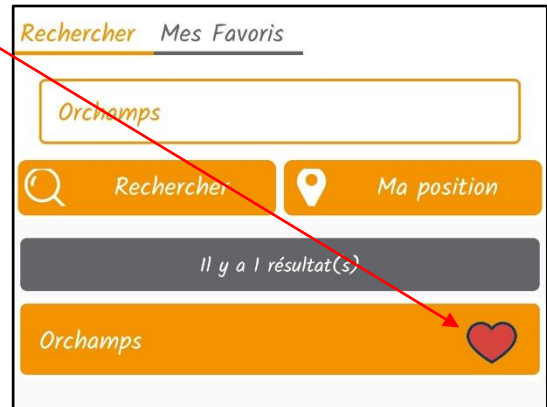 Rechercher Mes Favoris
Orchamps
Rechercher Ma position
Il y a 1 résultat(s)
Orchamps